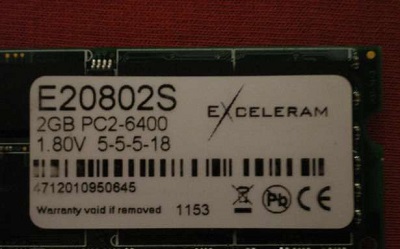 E20802S
EXCELERAM
2GB PC2-6400
1.80V 5-5-5-18
4712010950645
Pb
CE
Warranty void if removed 1153